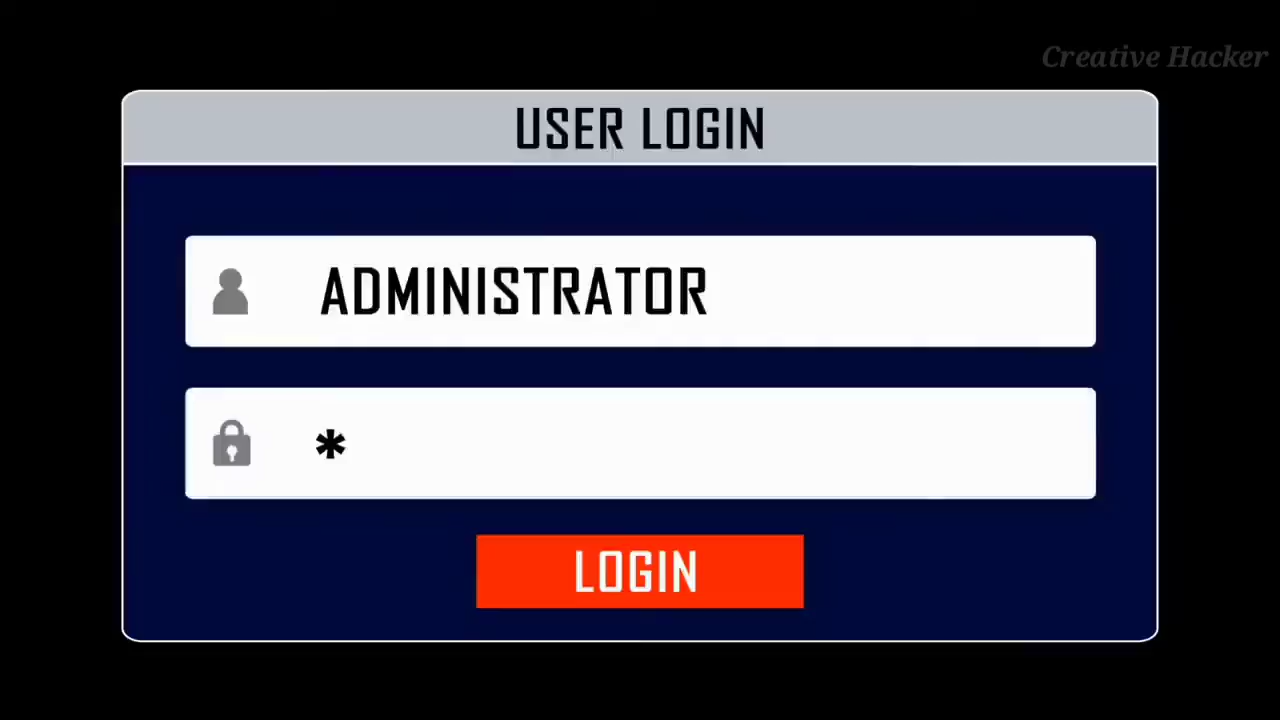 Creative Hacker
USER LOGIN
ADMINISTRATOR
*
LOGIN